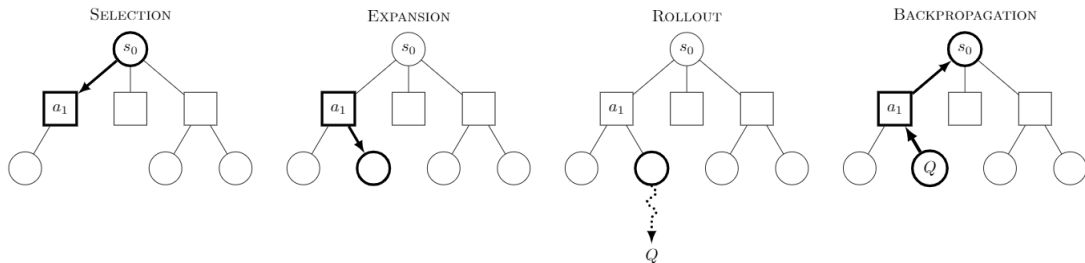 SELECTION EXPANSION ROLLOUT BACKPROPAGATION
s0 s0 s0 s0
a1 a1 a1 a1
Q
Q